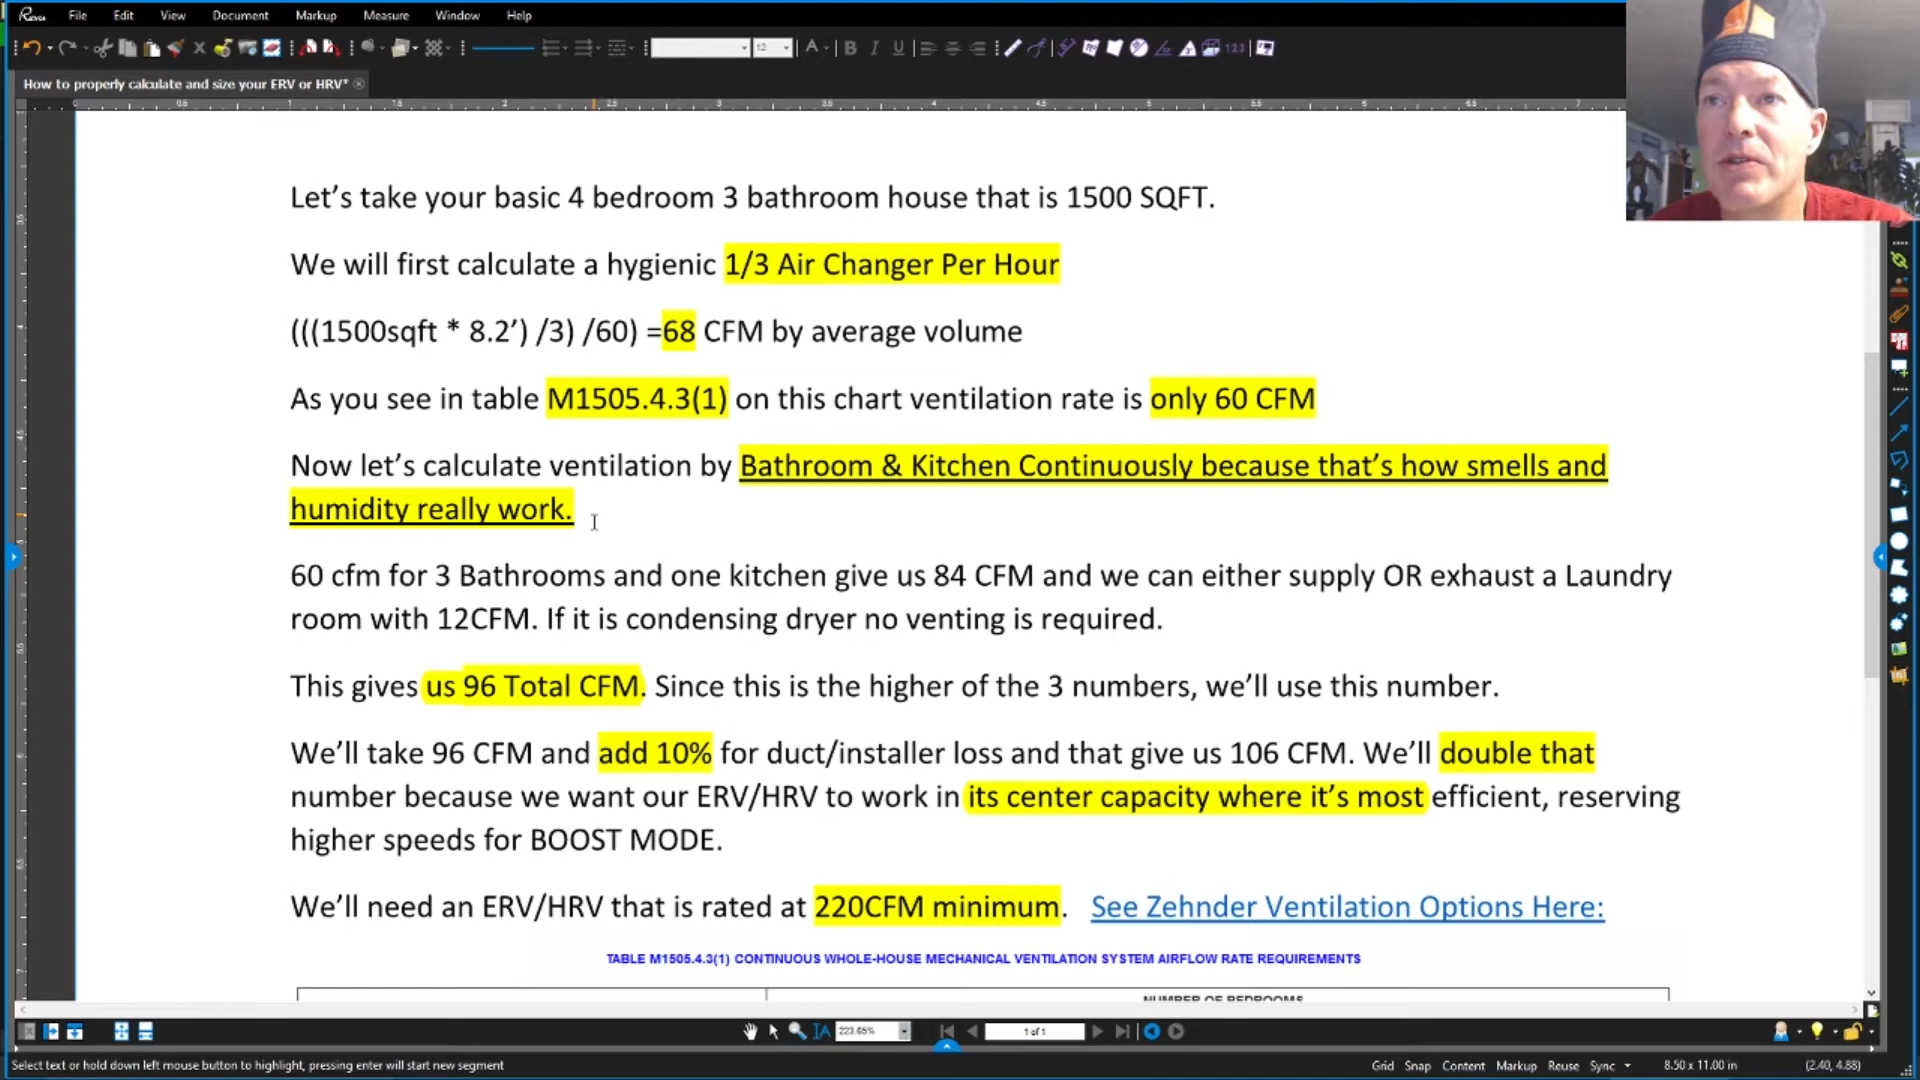 Revu File Edit View Document Markup Measure Window Help
12
A B I U 123
How to properly calculate and size your ERV or HRV*
Let's take your basic 4 bedroom 3 bathroom house that is 1500 SQFT.
We will first calculate a hygienic 1/3 Air Changer Per Hour
(((1500sqft * 8.2') /3) /60) =68 CFM by average volume
As you see in table M1505.4.3(1) on this chart ventilation rate is only 60 CFM
Now let's calculate ventilation by Bathroom & Kitchen Continuously because that's how smells and
humidity really work.
60 cfm for 3 Bathrooms and one kitchen give us 84 CFM and we can either supply OR exhaust a Laundry
room with 12CFM. If it is condensing dryer no venting is required.
This gives us 96 Total CFM. Since this is the higher of the 3 numbers, we'll use this number.
We'll take 96 CFM and add 10% for duct/installer loss and that give us 106 CFM. We'll double that
number because we want our ERV/HRV to work in its center capacity where it's most efficient, reserving
higher speeds for BOOST MODE.
We'll need an ERV/HRV that is rated at 220CFM minimum. See Zehnder Ventilation Options Here:
TABLE M1505.4.3(1) CONTINUOUS WHOLE-HOUSE MECHANICAL VENTILATION SYSTEM AIRFLOW RATE REQUIREMENTS
NUMBER OF BEDROOMS
223.65% 1 of 1
Select text or hold down left mouse button to highlight, pressing enter will start new segment
Grid Snap Content Markup Reuse Sync 8.50 x 11.00 in (2.40, 4.88)